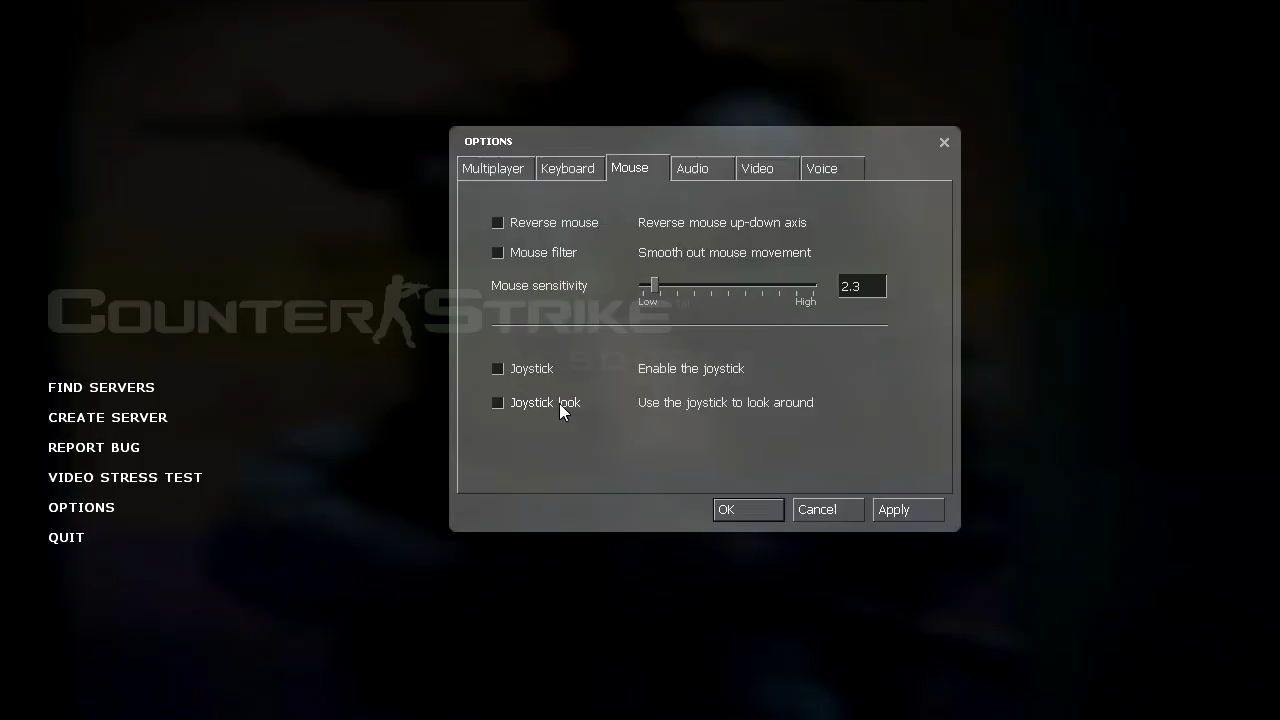 OPTIONS
Multiplayer Keyboard Mouse Audio Video Voice
Reverse mouse Reverse mouse up-down axis
Mouse filter Smooth out mouse movement
Mouse sensitivity 2.3
Low High
COUNTER STRIKE
Joystick Enable the joystick
Joystick look Use the joystick to look around
FIND SERVERS
CREATE SERVER
REPORT BUG
VIDEO STRESS TEST
OPTIONS
QUIT
OK Cancel Apply